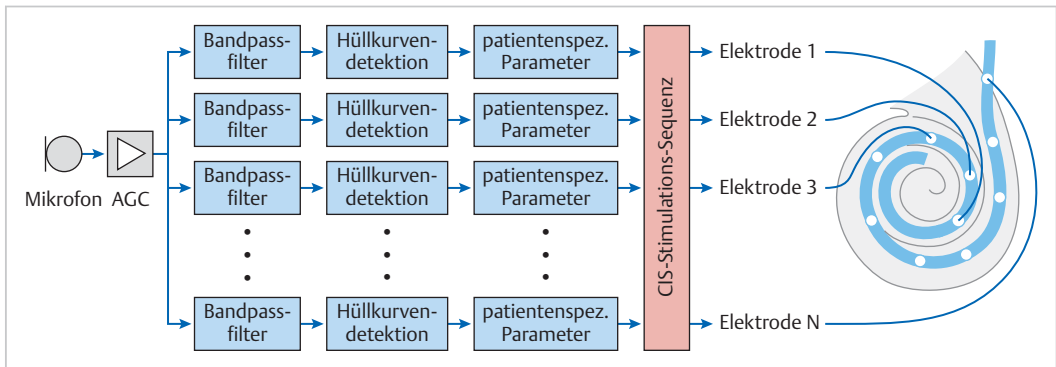 Mikrofon
AGC
Bandpass-
filter
Hüllkurven-
detektion
patientenspez.
Parameter
Elektrode 1
Bandpass-
filter
Hüllkurven-
detektion
patientenspez.
Parameter
Elektrode 2
Bandpass-
filter
Hüllkurven-
detektion
patientenspez.
Parameter
Elektrode 3
Bandpass-
filter
Hüllkurven-
detektion
patientenspez.
Parameter
Elektrode N
CIS-Stimulations-Sequenz